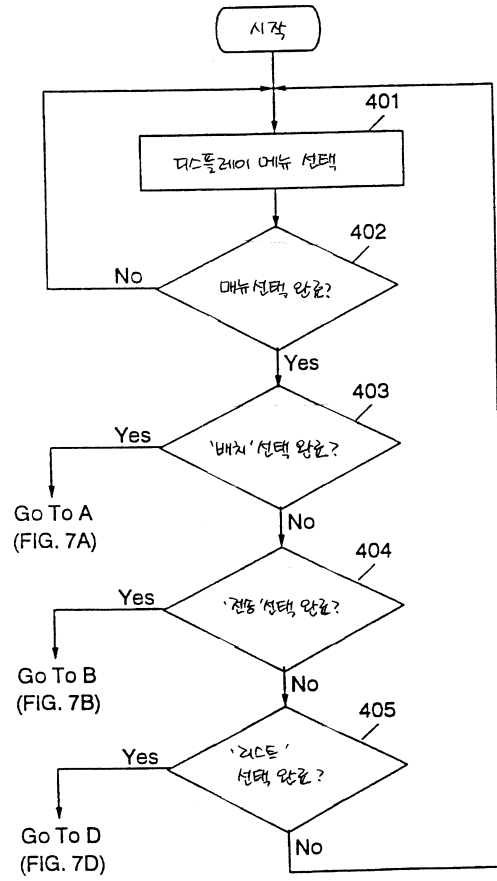 시작
401
디스플레이 메뉴 선택
402
No
매뉴선택 완료?
Yes
403
Yes
'배치' 선택 완료?
Go To A
(FIG. 7A)
No
404
Yes
'전송' 선택 완료?
Go To B
(FIG. 7B)
No
405
Yes
'리스트'
선택 완료?
Go To D
(FIG. 7D)
No